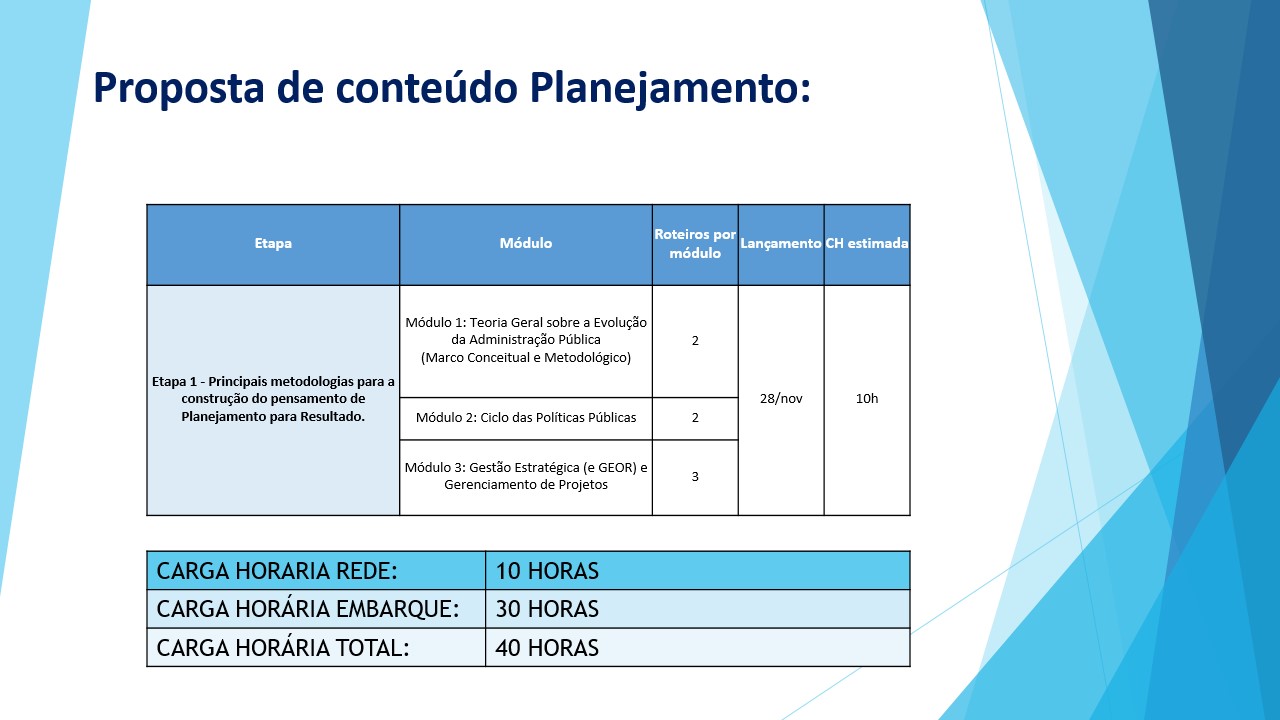 Proposta de conteúdo Planejamento:
Etapa
Módulo
Roteiros por
módulo
Lançamento
CH estimada
Etapa 1 - Principais metodologias para a
construção do pensamento de
Planejamento para Resultado.
Módulo 1: Teoria Geral sobre a Evolução
da Administração Pública
(Marco Conceitual e Metodológico)
2
Módulo 2: Ciclo das Políticas Públicas
2
Módulo 3: Gestão Estratégica (e GEOR) e
Gerenciamento de Projetos
3
28/nov
10h
CARGA HORARIA REDE: 10 HORAS
CARGA HORÁRIA EMBARQUE: 30 HORAS
CARGA HORÁRIA TOTAL: 40 HORAS